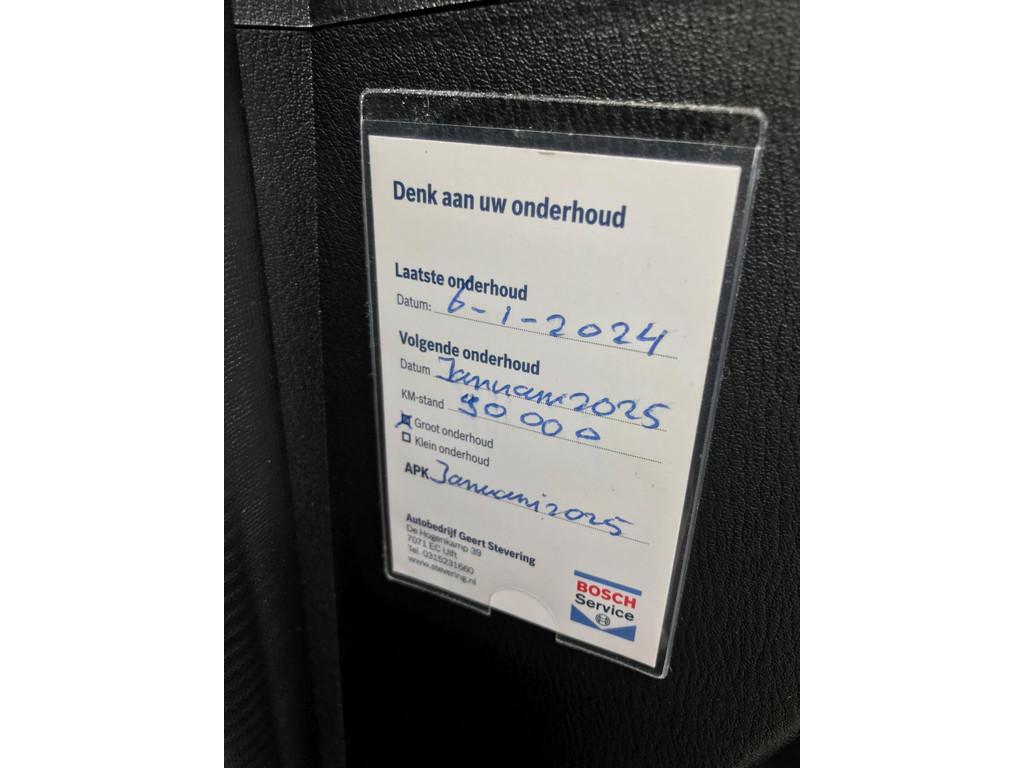 Denk aan uw onderhoud
Laatste onderhoud
Datum: 6-1-2024
Volgende onderhoud
Datum Januari 2025
KM-stand 90 000
Groot onderhoud
Klein onderhoud
APK Januari 2025
Autobedrijf Geert Stevering
De Hogenkamp 39
7071 EC Ulft
Tel. 0315231660
www.stevering.nl
BOSCH
Service